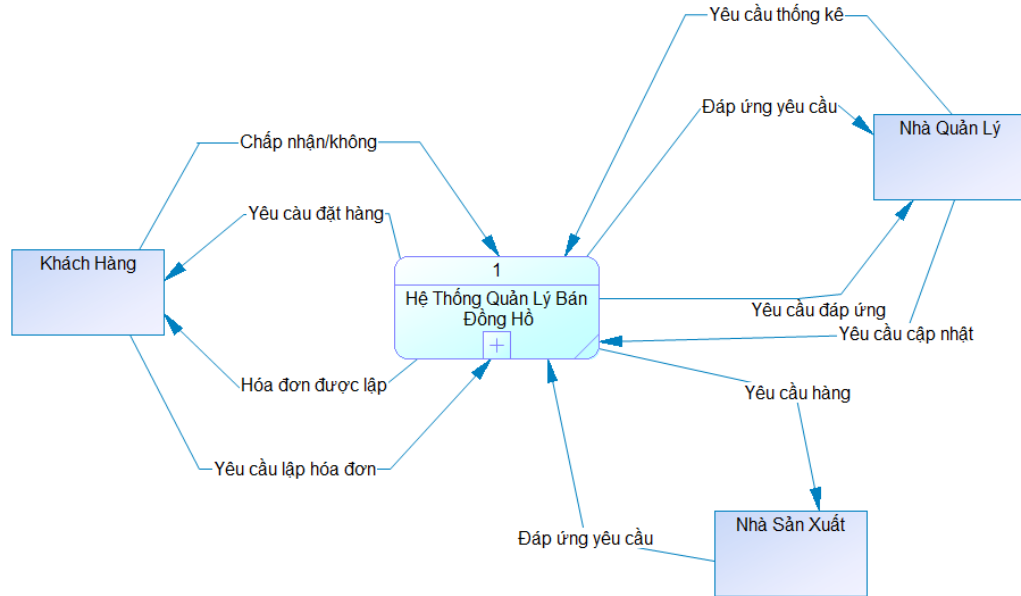 Yêu cầu thống kê
Đáp ứng yêu cầu
Nhà Quản Lý
Chấp nhận/không
Yêu càu đặt hàng
Khách Hàng
1
Hệ Thống Quản Lý Bán
Đồng Hồ
Yêu cầu đáp ứng
Yêu cầu cập nhật
Hóa đơn được lập
Yêu cầu hàng
Yêu cầu lập hóa đơn
Nhà Sản Xuất
Đáp ứng yêu cầu